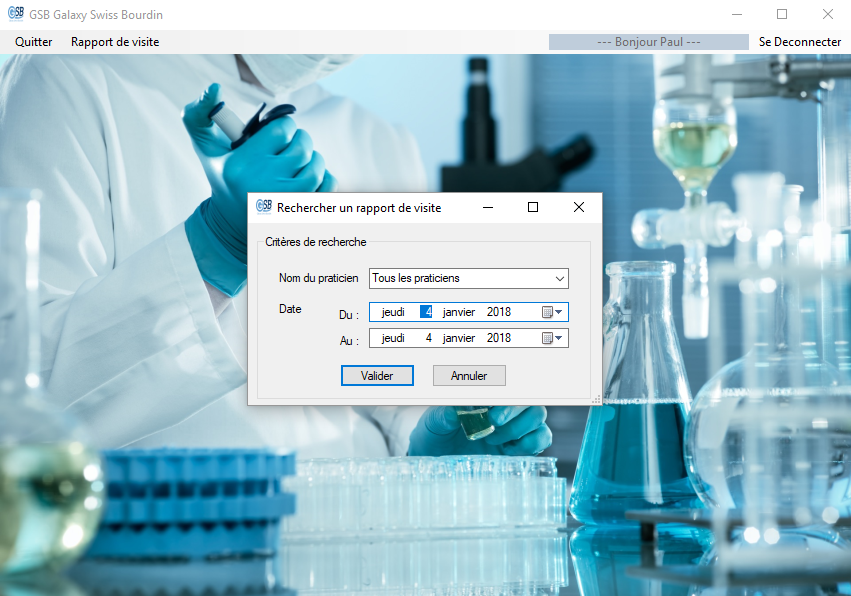 GSB GSB Galaxy Swiss Bourdin
Quitter Rapport de visite --- Bonjour Paul --- Se Deconnecter
GSB Rechercher un rapport de visite
Critères de recherche
Nom du praticien Tous les praticiens
Date Du : jeudi 4 janvier 2018
Au : jeudi 4 janvier 2018
Valider Annuler